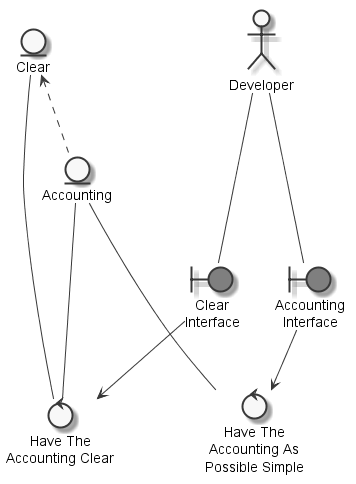 Clear
Developer
Accounting
Clear
Interface
Accounting
Interface
Have The
Accounting Clear
Have The
Accounting As
Possible Simple